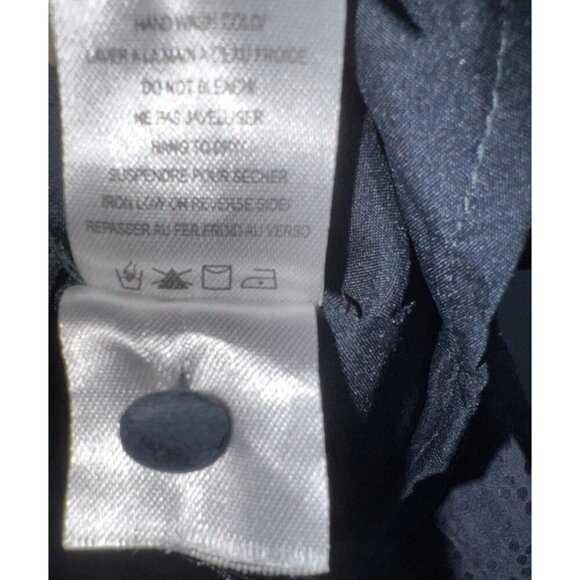 HAND WASH COLD/
LAVER A LA MAIN A L'EAU FROIDE
DO NOT BLEACH/
NE PAS JAVELLISER
HANG TO DRY/
SUSPENDRE POUR SECHER
IRON LOW ON REVERSE SIDE/
REPASSER AU FER FROID AU VERSO